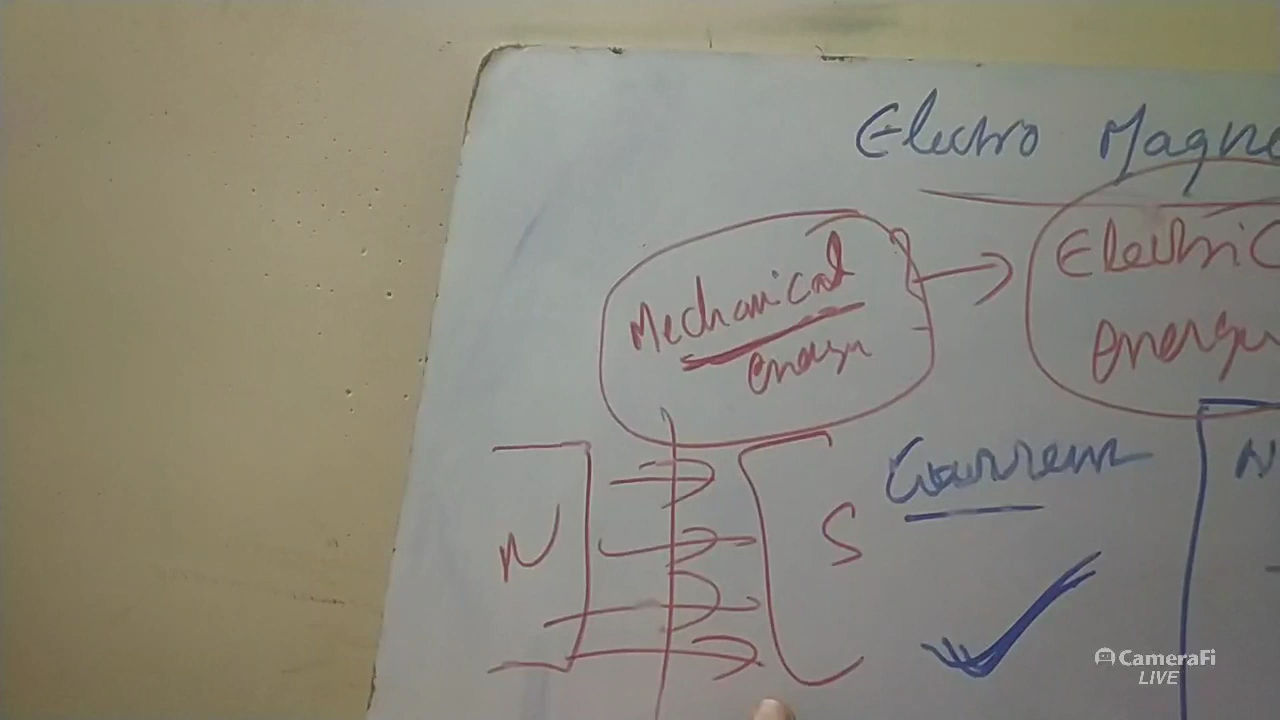 Electro Magne
Mechanical
energy
Electric
energy
N
S
Current
N
CameraFi
LIVE